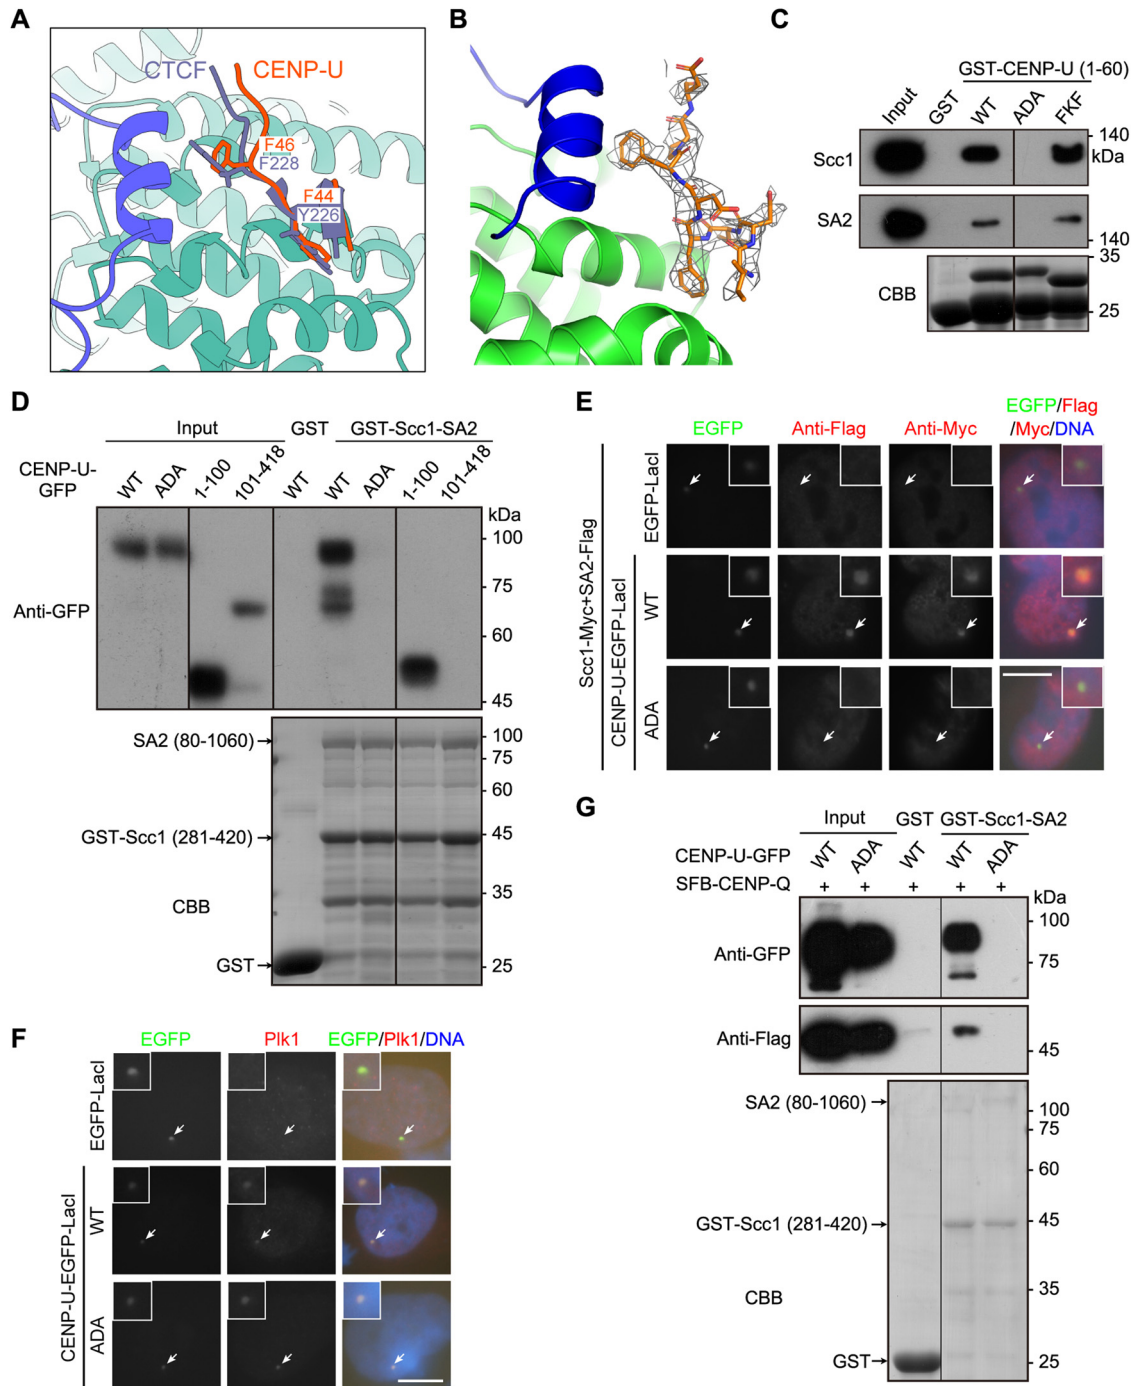 A
CTCF
CENP-U
F46
F228
F44
Y226
B
C
GST-CENP-U (1-60)
Input
GST
WT
ADA
FKF
Scc1
140
kDa
SA2
140
35
CBB
25
D
Input
GST
GST-Scc1-SA2
CENP-U-
GFP
WT
ADA
1-100
101-418
WT
WT
ADA
1-100
101-418
kDa
100
75
Anti-GFP
60
45
SA2 (80-1060)
100
75
60
GST-Scc1 (281-420)
45
35
CBB
GST
25
E
EGFP
Anti-Flag
Anti-Myc
EGFP/Flag
/Myc/DNA
Scc1-Myc+SA2-Flag
EGFP-LacI
CENP-U-EGFP-LacI
WT
ADA
F
EGFP
Plk1
EGFP/Plk1/DNA
EGFP-LacI
CENP-U-EGFP-LacI
WT
ADA
G
Input
GST
GST-Scc1-SA2
CENP-U-GFP
WT
ADA
WT
WT
ADA
SFB-CENP-Q
+ + + + +
kDa
100
Anti-GFP
75
Anti-Flag
45
SA2 (80-1060)
100
75
60
GST-Scc1 (281-420)
45
35
CBB
GST
25